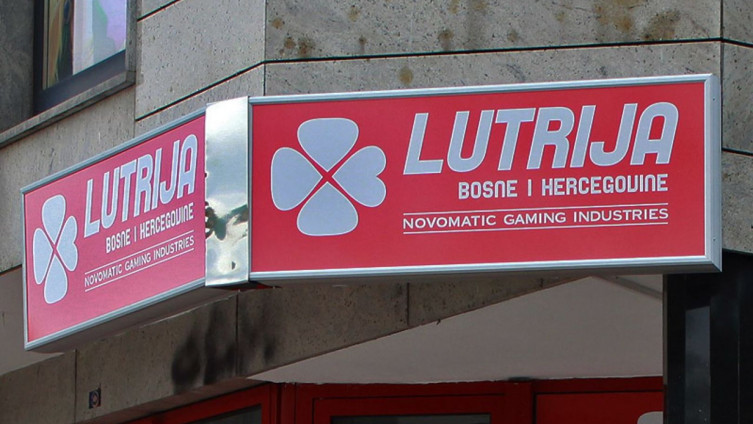 LUTRIJA
BOSNE I HERCEGOVINE
NOVOMATIC GAMING INDUSTRIES
LUTRIJA
BOSNE I HERCEGOVINE
NOVOMATIC GAMING INDUSTRIES